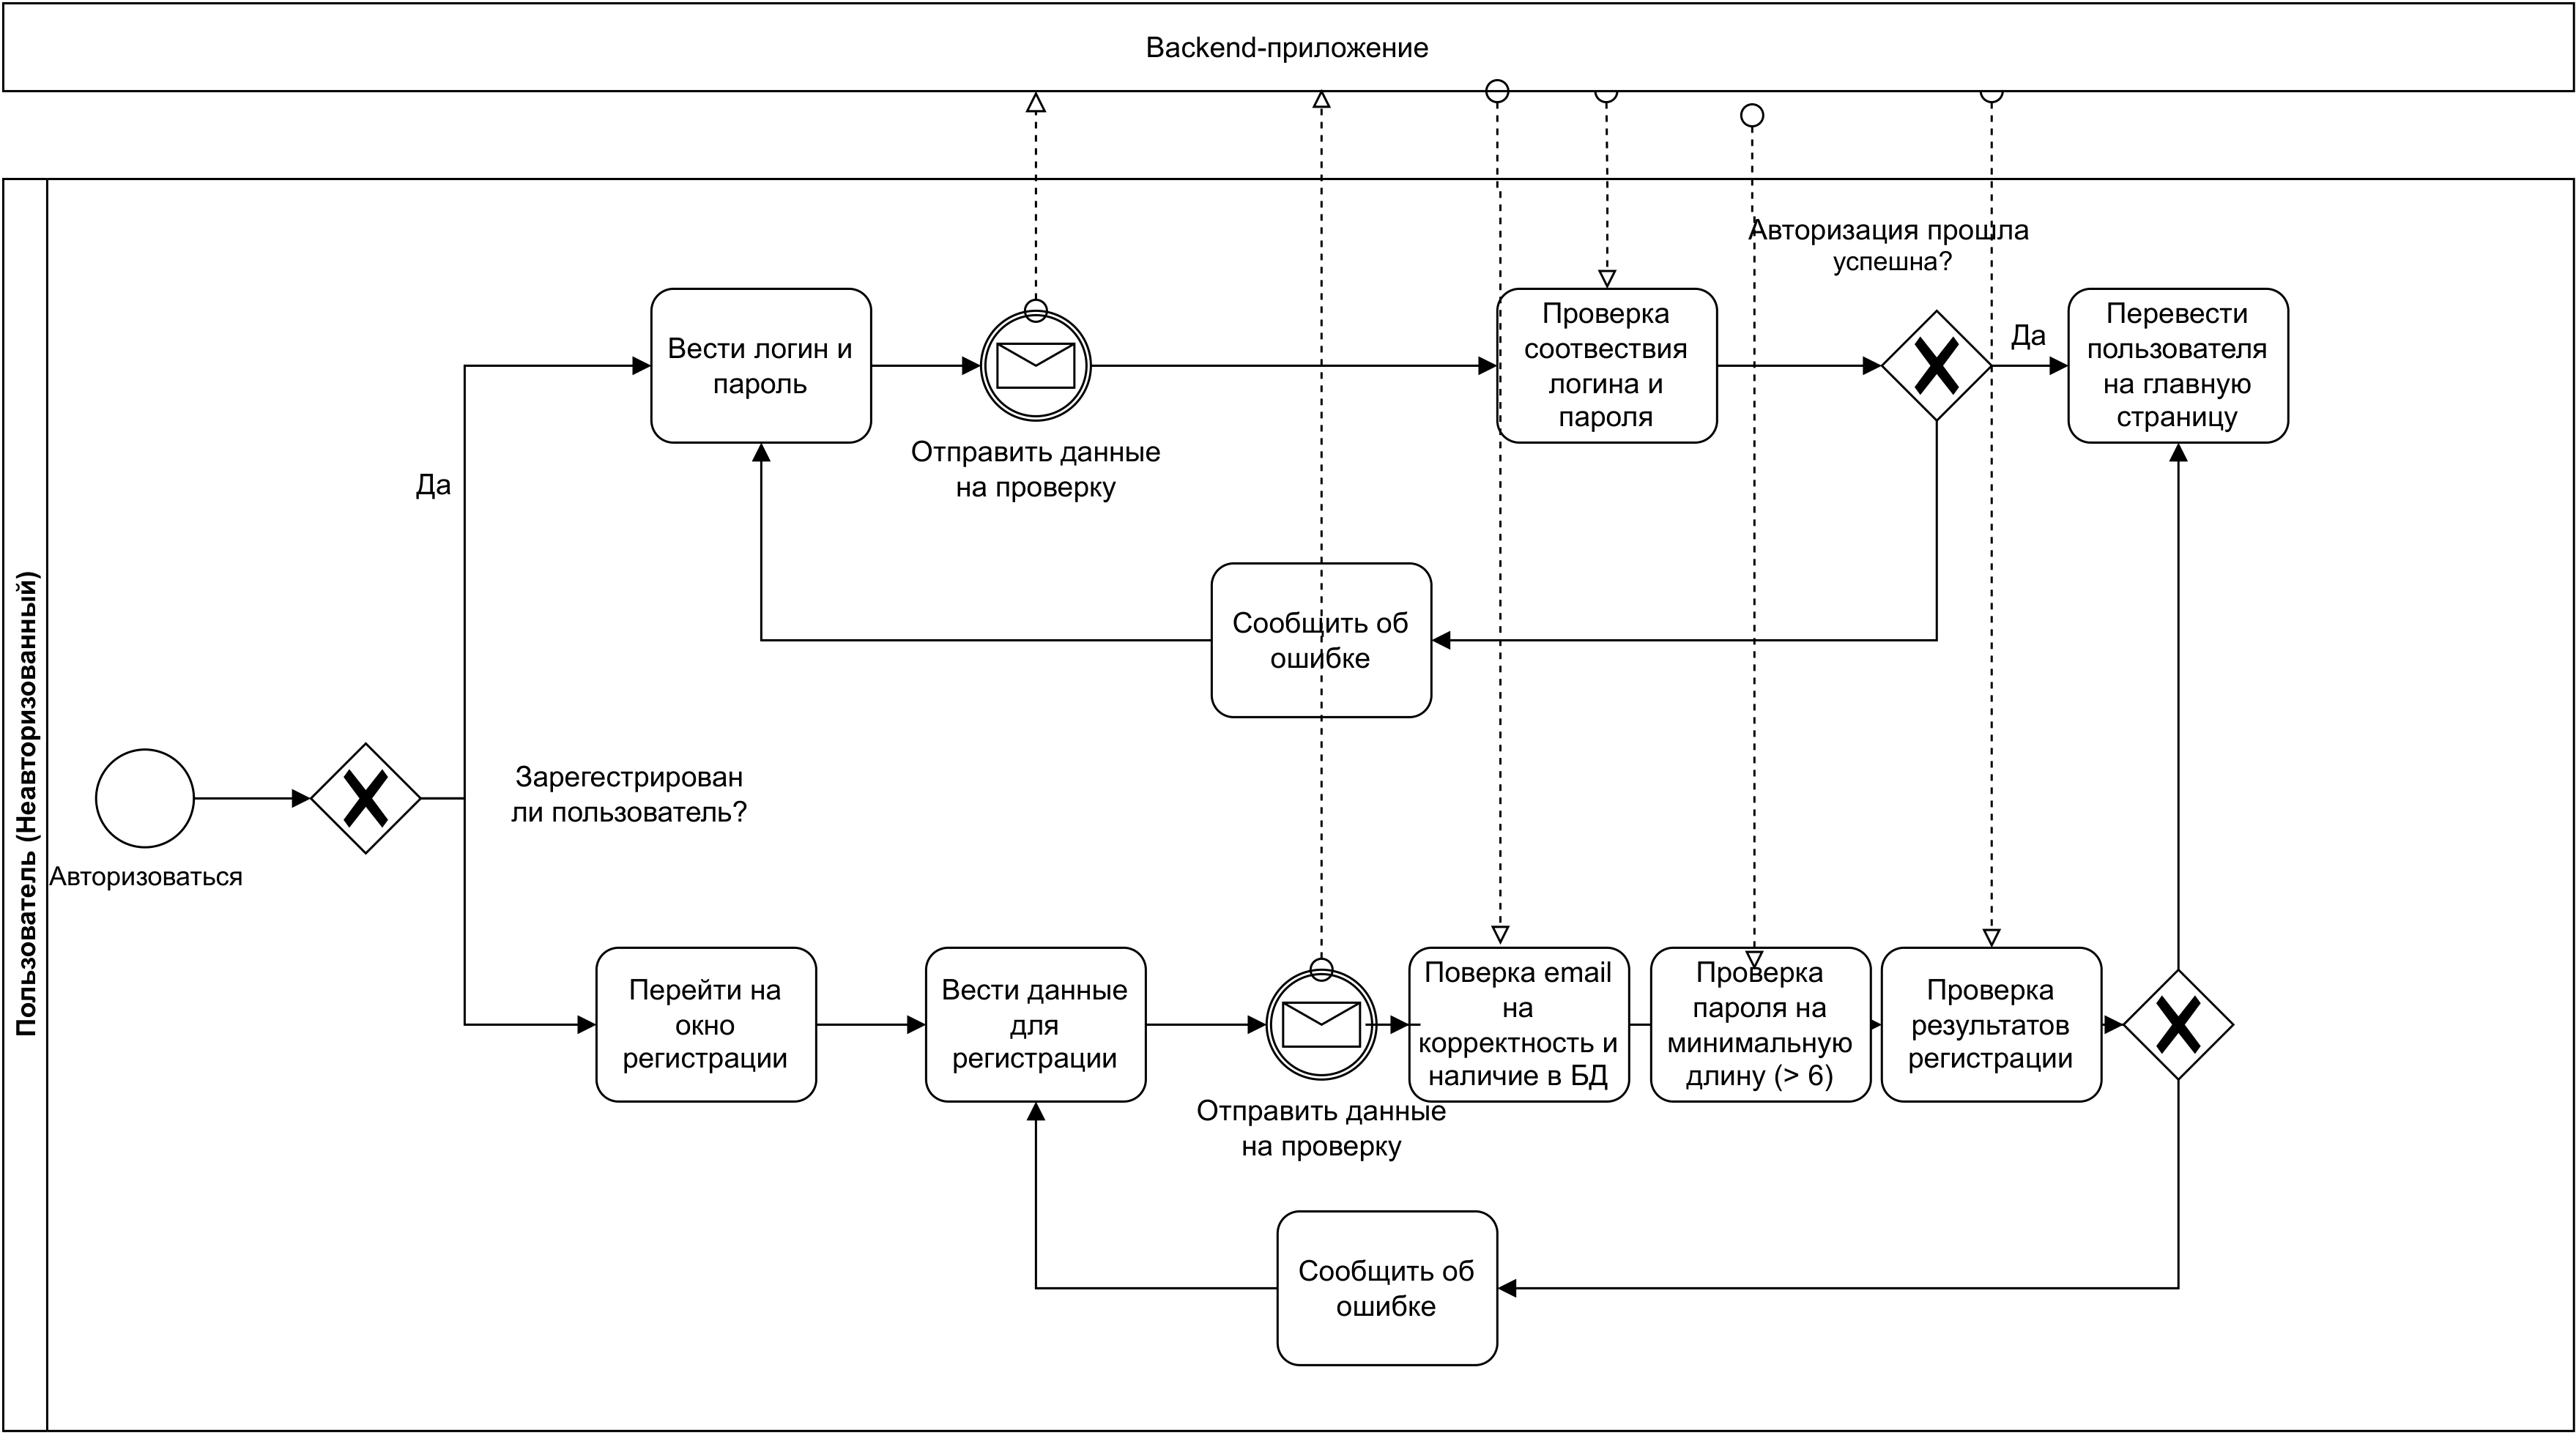 Backend-приложение
Пользователь (Неавторизованный)
Авторизация прошла
успешна?
Вести логин и
пароль
Отправить данные
на проверку
Проверка
соотвествия
логина и
пароля
Да
Перевести
пользователя
на главную
страницу
Да
Сообщить об
ошибке
Зарегестрирован
ли пользователь?
Авторизоваться
Перейти на
окно
регистрации
Вести данные
для
регистрации
Отправить данные
на проверку
Поверка email
на
корректность и
наличие в БД
Проверка
пароля на
минимальную
длину (> 6)
Проверка
результатов
регистрации
Сообщить об
ошибке